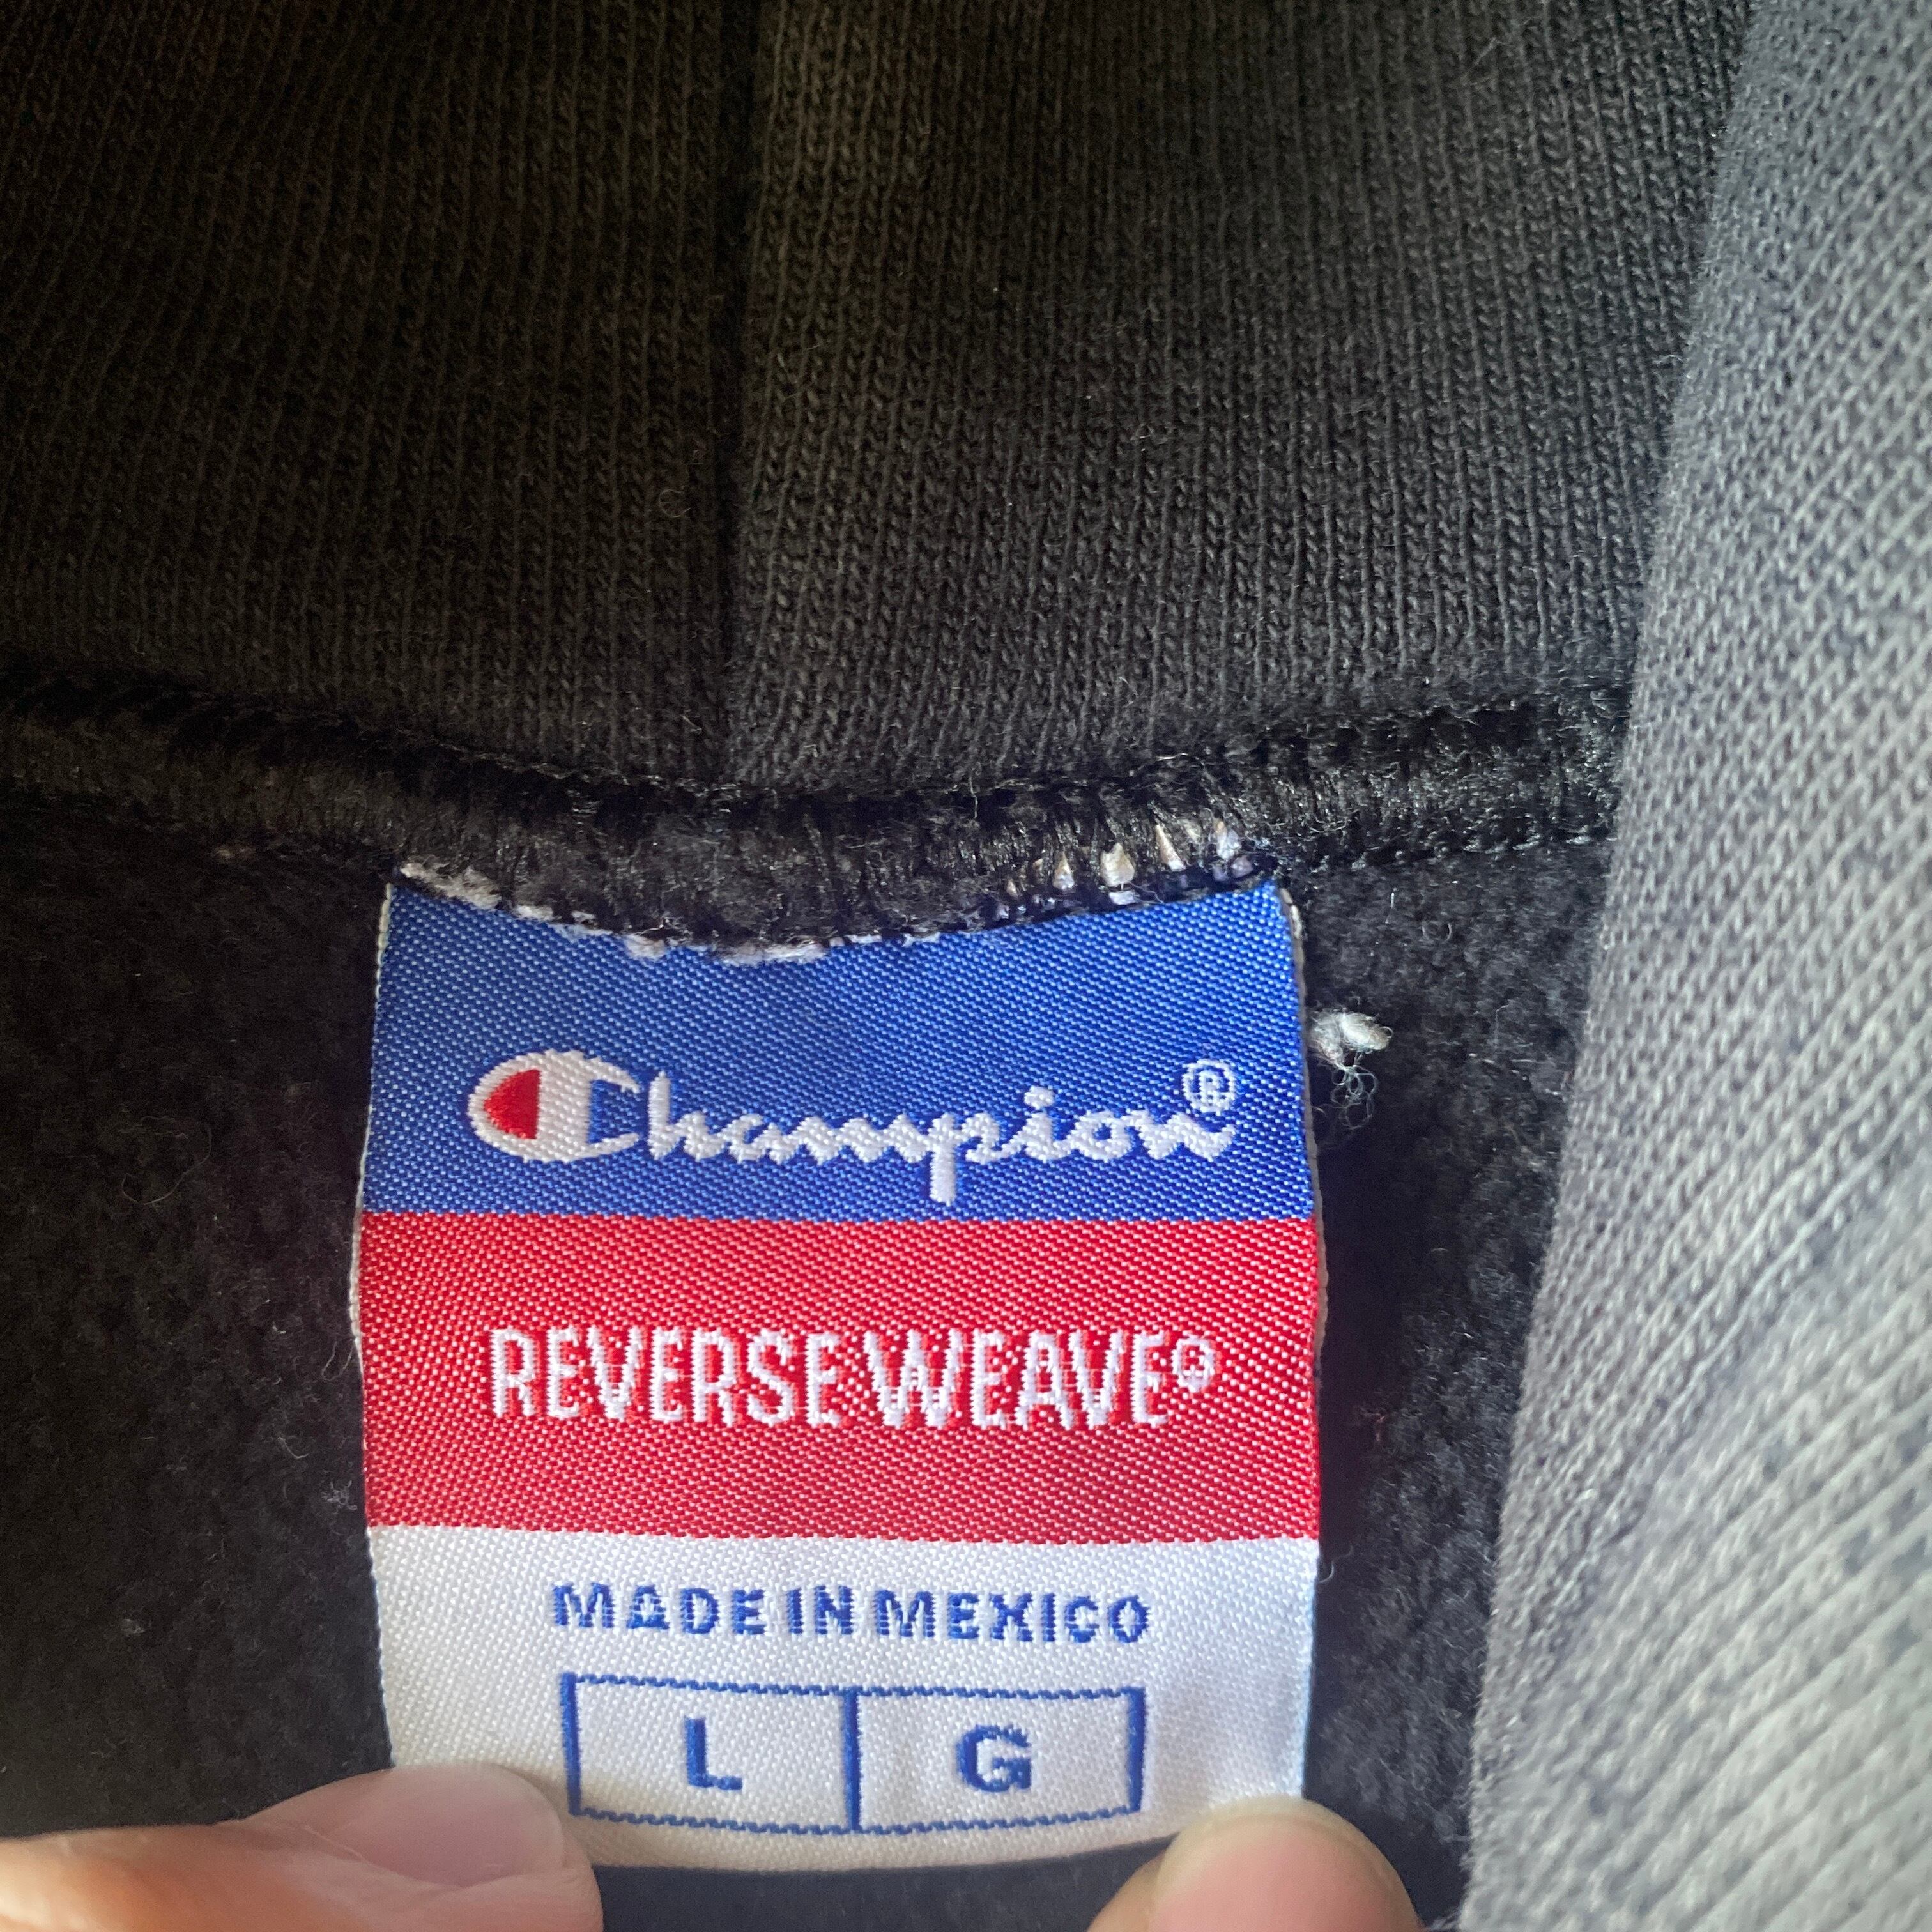 Champion®
REVERSE WEAVE®
MADE IN MEXICO
L G